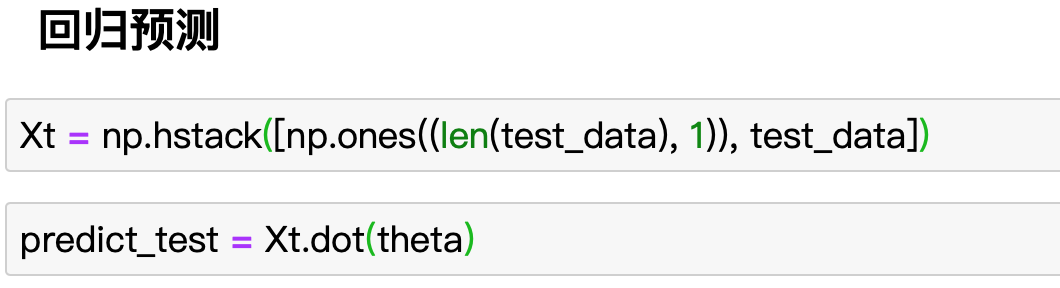 回归预测
Xt = np.hstack([np.ones((len(test_data), 1)), test_data])
predict_test = Xt.dot(theta)